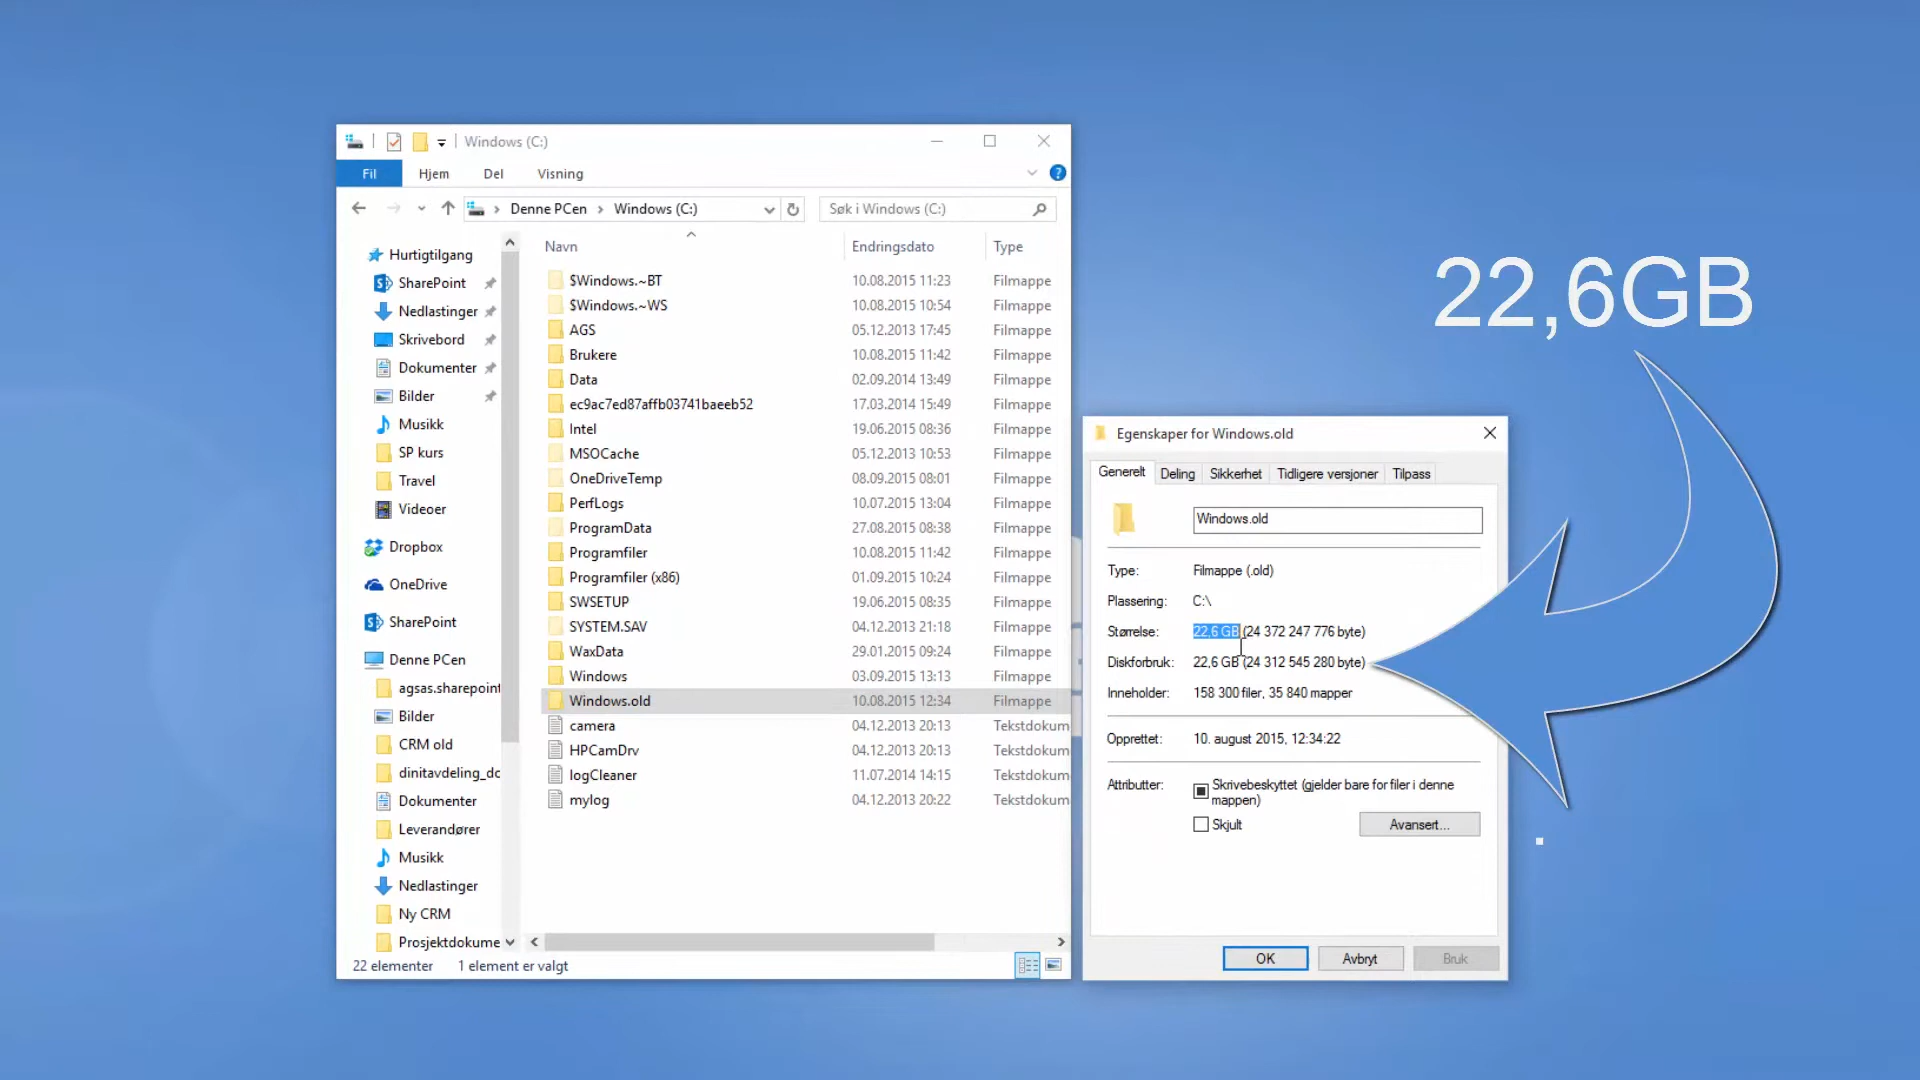 Windows (C:)
Fil Hjem Del Visning
Denne PCen Windows (C:) Søk i Windows (C:)
Hurtigtilgang
SharePoint
Nedlastinger
Skrivebord
Dokumenter
Bilder
Musikk
SP kurs
Travel
Videoer
Dropbox
OneDrive
SharePoint
Denne PCen
agsas.sharepoint
Bilder
CRM old
dinitavdeling_do
Dokumenter
Leverandører
Musikk
Nedlastinger
Ny CRM
Prosjektdokume
Navn Endringsdato Type
$Windows.~BT 10.08.2015 11:23 Filmappe
$Windows.~WS 10.08.2015 10:54 Filmappe
AGS 05.12.2013 17:45 Filmappe
Brukere 10.08.2015 11:42 Filmappe
Data 02.09.2014 13:49 Filmappe
ec9ac7ed87affb03741baeeb52 17.03.2014 15:49 Filmappe
Intel 19.06.2015 08:36 Filmappe
MSOCache 05.12.2013 10:53 Filmappe
OneDriveTemp 08.09.2015 08:01 Filmappe
PerfLogs 10.07.2015 13:04 Filmappe
ProgramData 27.08.2015 08:38 Filmappe
Programfiler 10.08.2015 11:42 Filmappe
Programfiler (x86) 01.09.2015 10:24 Filmappe
SWSETUP 19.06.2015 08:35 Filmappe
SYSTEM.SAV 04.12.2013 21:18 Filmappe
WaxData 29.01.2015 09:24 Filmappe
Windows 03.09.2015 13:13 Filmappe
Windows.old 10.08.2015 12:34 Filmappe
camera 04.12.2013 20:13 Tekstdokum
HPCamDrv 04.12.2013 20:13 Tekstdokum
logCleaner 11.07.2014 14:15 Tekstdokum
mylog 04.12.2013 20:22 Tekstdokum
22 elementer 1 element er valgt
22,6GB
Egenskaper for Windows.old
Generelt Deling Sikkerhet Tidligere versjoner Tilpass
Windows.old
Type: Filmappe (.old)
Plassering: C:\
Størrelse: 22,6 GB (24 372 247 776 byte)
Diskforbruk: 22,6 GB (24 312 545 280 byte)
Inneholder: 158 300 filer, 35 840 mapper
Opprettet: 10. august 2015, 12:34:22
Attributter: Skrivebeskyttet (gjelder bare for filer i denne
mappen)
Skjult Avansert...
OK Avbryt Bruk